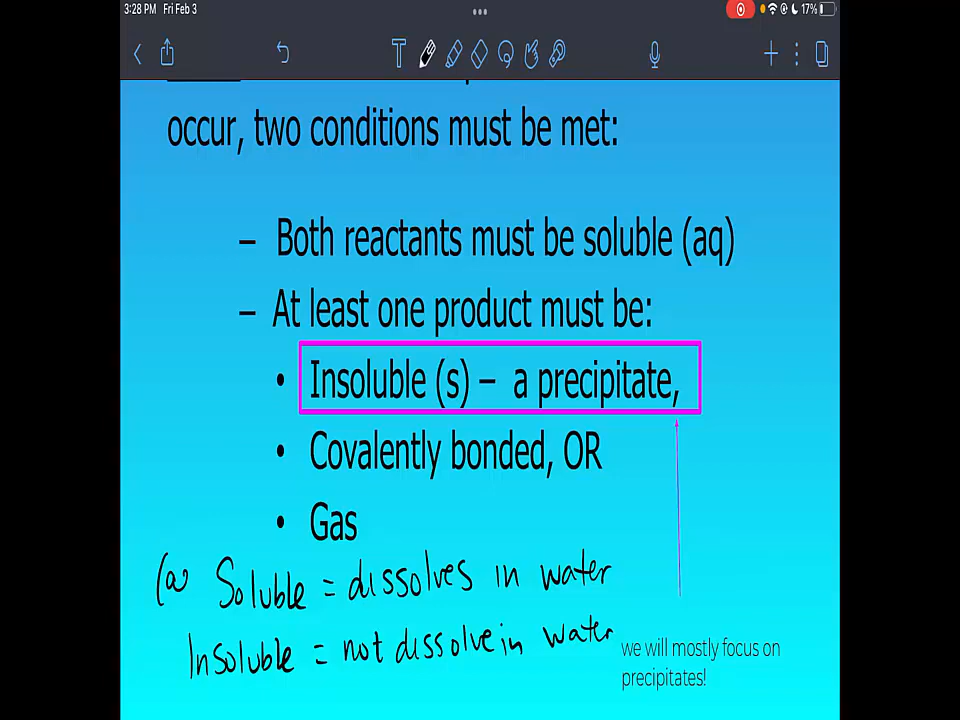 3:28 PM Fri Feb 3
17%
occur, two conditions must be met:
– Both reactants must be soluble (aq)
– At least one product must be:
• Insoluble (s) – a precipitate,
• Covalently bonded, OR
• Gas
(a Soluble = dissolves in water
Insoluble = not dissolve in water
we will mostly focus on
precipitates!